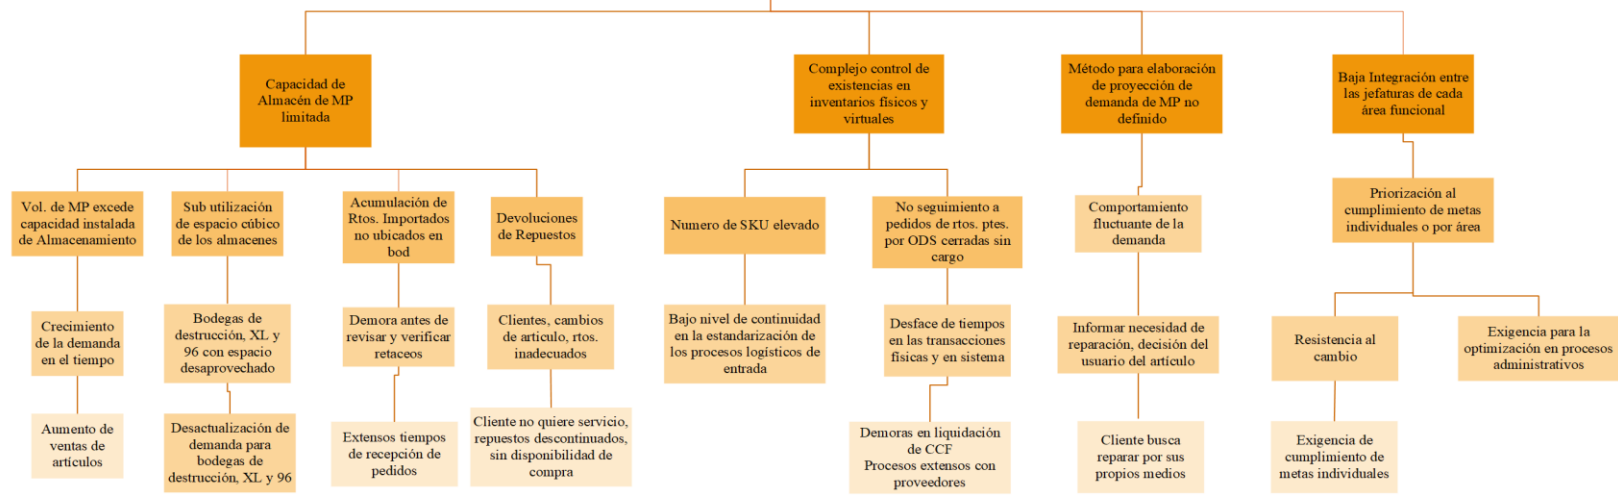 Capacidad de
Almacén de MP
limitada
Complejo control de
existencias en
inventarios físicos y
virtuales
Método para elaboración
de proyección de
demanda de MP no
definido
Baja Integración entre
las jefaturas de cada
área funcional
Vol. de MP excede
capacidad instalada
de Almacenamiento
Sub utilización
de espacio cúbico
de los almacenes
Acumulación de
Rtos. Importados
no ubicados en
bod
Devoluciones
de Repuestos
Numero de SKU elevado
No seguimiento a
pedidos de rtos. ptes.
por ODS cerradas sin
cargo
Comportamiento
fluctuante de la
demanda
Priorización al
cumplimiento de metas
individuales o por área
Crecimiento
de la demanda
en el tiempo
Bodegas de
destrucción, XL y
96 con espacio
desaprovechado
Demora antes de
revisar y verificar
retaceos
Clientes, cambios
de articulo, rtos.
inadecuados
Bajo nivel de continuidad
en la estandarización de
los procesos logísticos de
entrada
Desface de tiempos
en las transacciones
físicas y en sistema
Informar necesidad de
reparación, decisión del
usuario del artículo
Resistencia al
cambio
Exigencia para la
optimización en procesos
administrativos
Aumento de
ventas de
artículos
Desactualización de
demanda para
bodegas de
destrucción, XL y 96
Extensos tiempos
de recepción de
pedidos
Cliente no quiere servicio,
repuestos descontinuados,
sin disponibilidad de
compra
Demoras en liquidación
de CCF
Procesos extensos con
proveedores
Cliente busca
reparar por sus
propios medios
Exigencia de
cumplimiento de
metas individuales